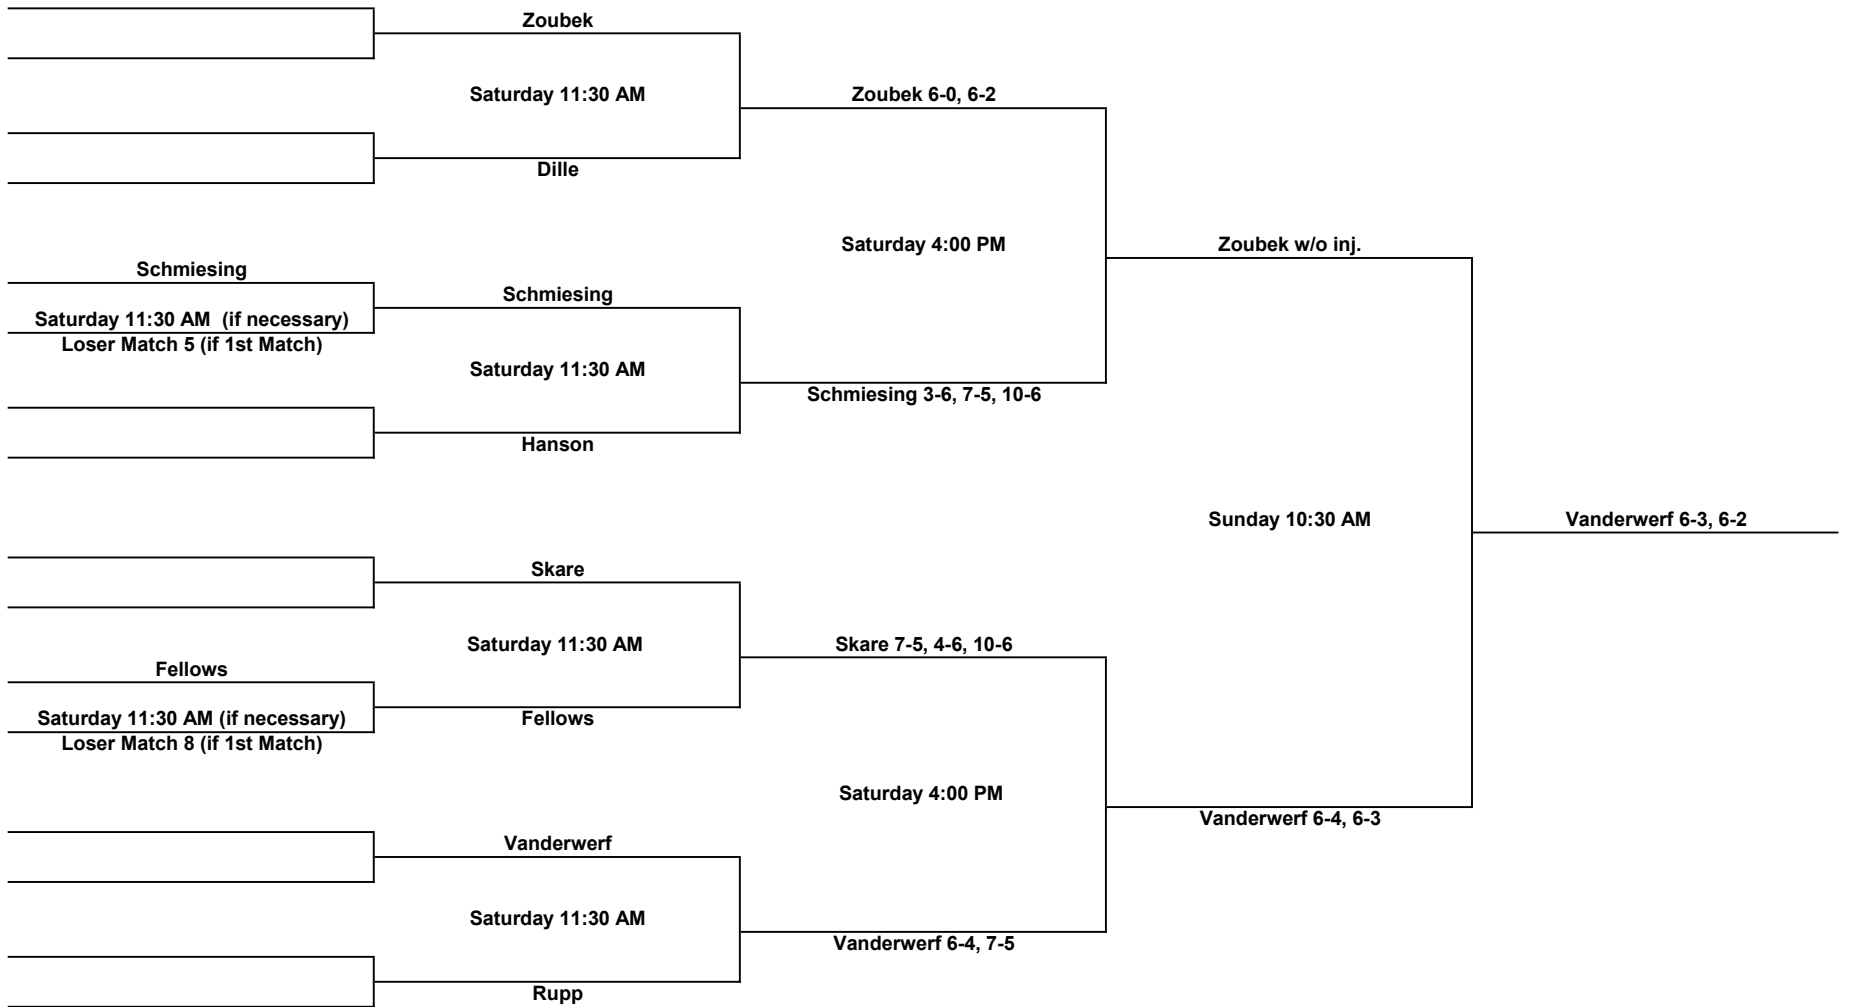 Zoubek
Saturday 11:30 AM
Zoubek 6-0, 6-2
Dille
Saturday 4:00 PM
Zoubek w/o inj.
Schmiesing
Schmiesing
Saturday 11:30 AM  (if necessary)
Loser Match 5 (if 1st Match)
Saturday 11:30 AM
Schmiesing 3-6, 7-5, 10-6
Hanson
Sunday 10:30 AM
Vanderwerf 6-3, 6-2
Skare
Saturday 11:30 AM
Skare 7-5, 4-6, 10-6
Fellows
Saturday 11:30 AM (if necessary)
Fellows
Loser Match 8 (if 1st Match)
Saturday 4:00 PM
Vanderwerf 6-4, 6-3
Vanderwerf
Saturday 11:30 AM
Vanderwerf 6-4, 7-5
Rupp